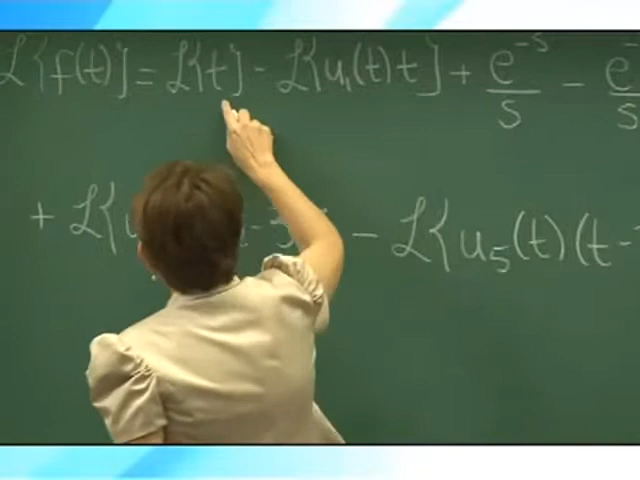 ℒ{f(t)} = ℒ{t} - ℒ{u₁(t)t} + e⁻ˢ/s - e⁻
+ ℒ{u - ℒ{u₅(t)(t-